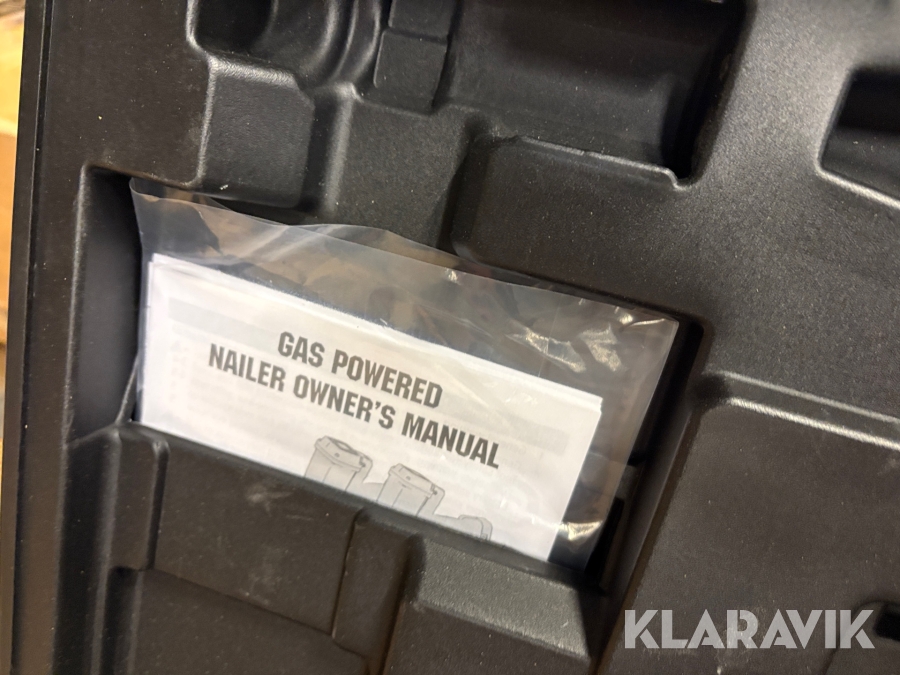 GAS POWERED
NAILER OWNER'S MANUAL
KLARAVIK